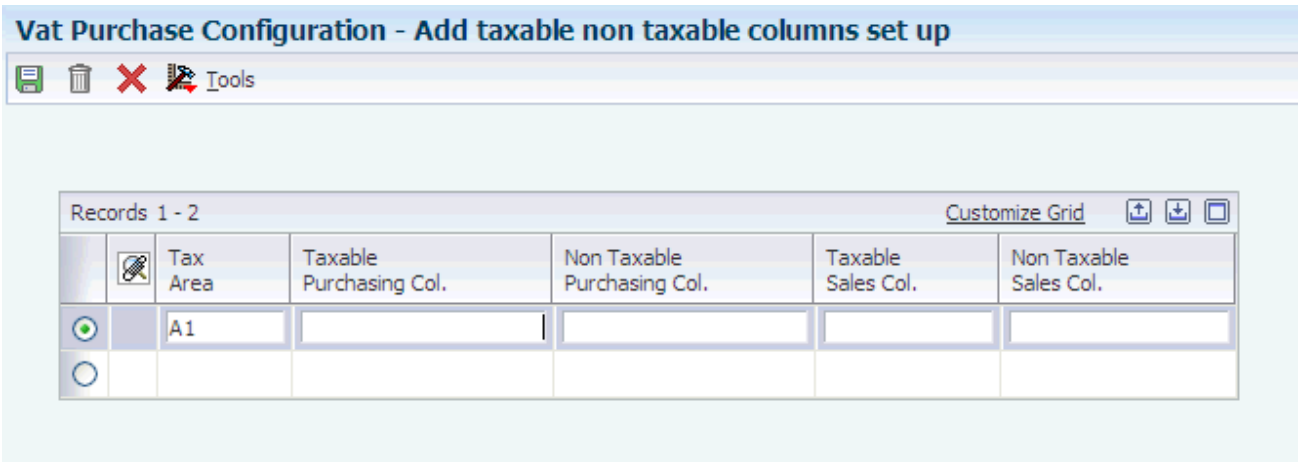 Vat Purchase Configuration - Add taxable non taxable columns set up
Tools
Records 1 - 2 Customize Grid
Tax Area Taxable Purchasing Col. Non Taxable Purchasing Col. Taxable Sales Col. Non Taxable Sales Col.
A1